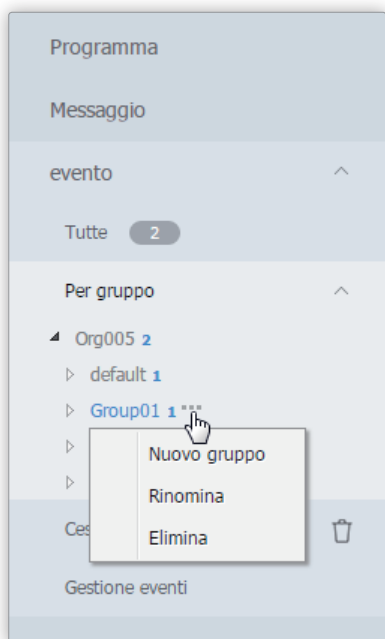 Programma
Messaggio
evento
Tutte 2
Per gruppo
Org005 2
default 1
Group01 1
Nuovo gruppo
Rinomina
Ces
Elimina
Gestione eventi